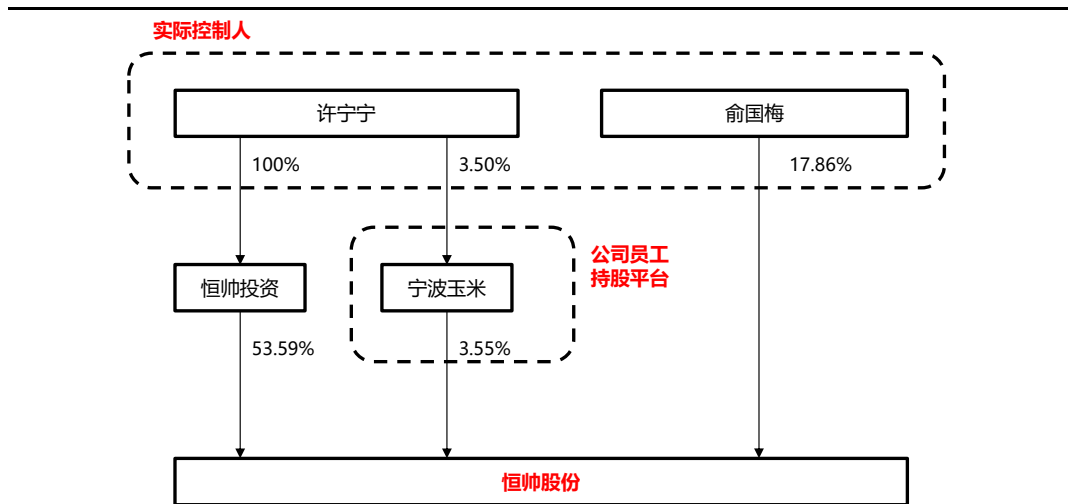 实际控制人
许宁宁
俞国梅
100%
3.50%
17.86%
公司员工
持股平台
恒帅投资
宁波玉米
53.59%
3.55%
恒帅股份